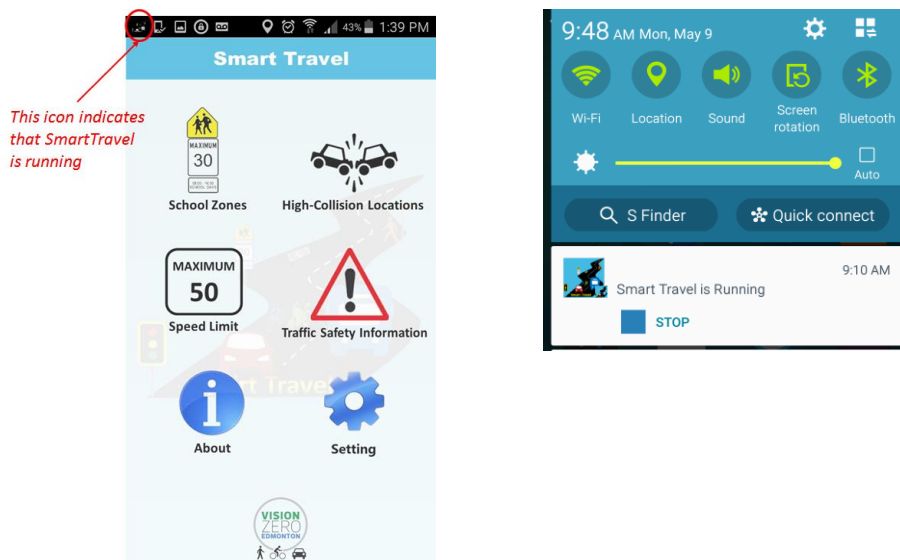 43% 1:39 PM
Smart Travel
This icon indicates
that SmartTravel
is running
MAXIMUM
30
School Zones
High-Collision Locations
MAXIMUM
50
Speed Limit
Traffic Safety Information
Smart Travel
About
Setting
VISION
ZERO
EDMONTON
9:48 AM Mon, May 9
Wi-Fi
Location
Sound
Screen
rotation
Bluetooth
Auto
S Finder
Quick connect
9:10 AM
Smart Travel is Running
STOP